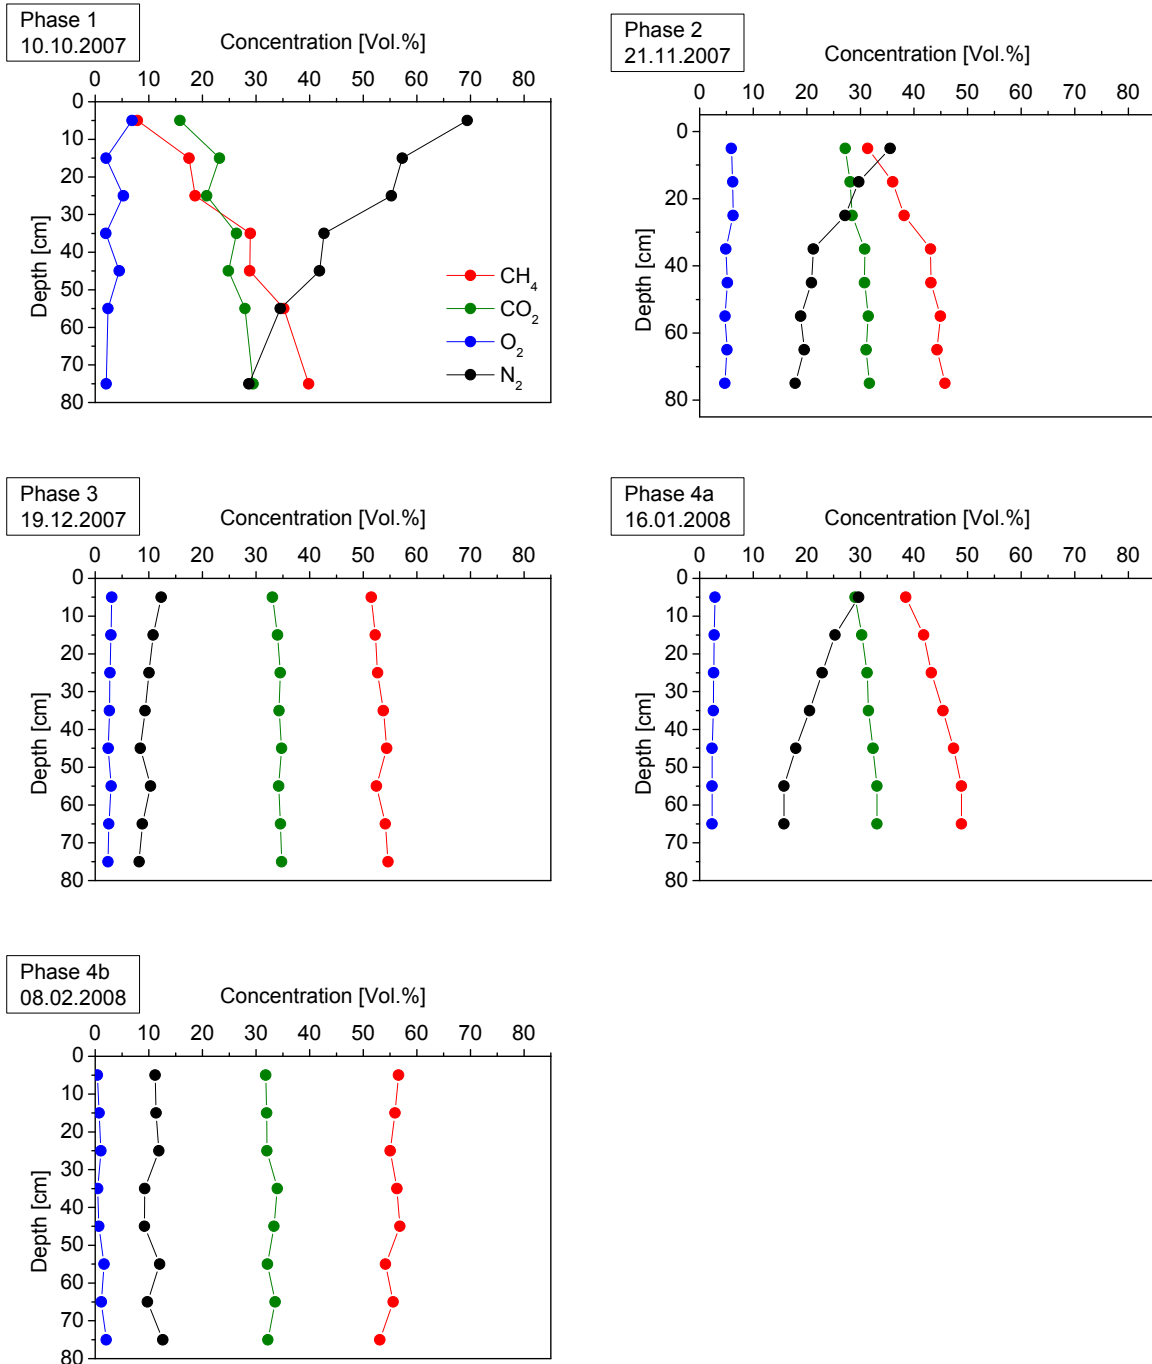 Phase 1
10.10.2007
Concentration [Vol.%]
0 10 20 30 40 50 60 70 80
0
10
20
30
40
50
60
70
80
Depth [cm]
CH4
CO2
O2
N2
Phase 2
21.11.2007
Concentration [Vol.%]
0 10 20 30 40 50 60 70 80
0
20
40
60
80
Depth [cm]
Phase 3
19.12.2007
Concentration [Vol.%]
0 10 20 30 40 50 60 70 80
0
10
20
30
40
50
60
70
80
Depth [cm]
Phase 4a
16.01.2008
Concentration [Vol.%]
0 10 20 30 40 50 60 70 80
0
10
20
30
40
50
60
70
80
Depth [cm]
Phase 4b
08.02.2008
Concentration [Vol.%]
0 10 20 30 40 50 60 70 80
0
10
20
30
40
50
60
70
80
Depth [cm]